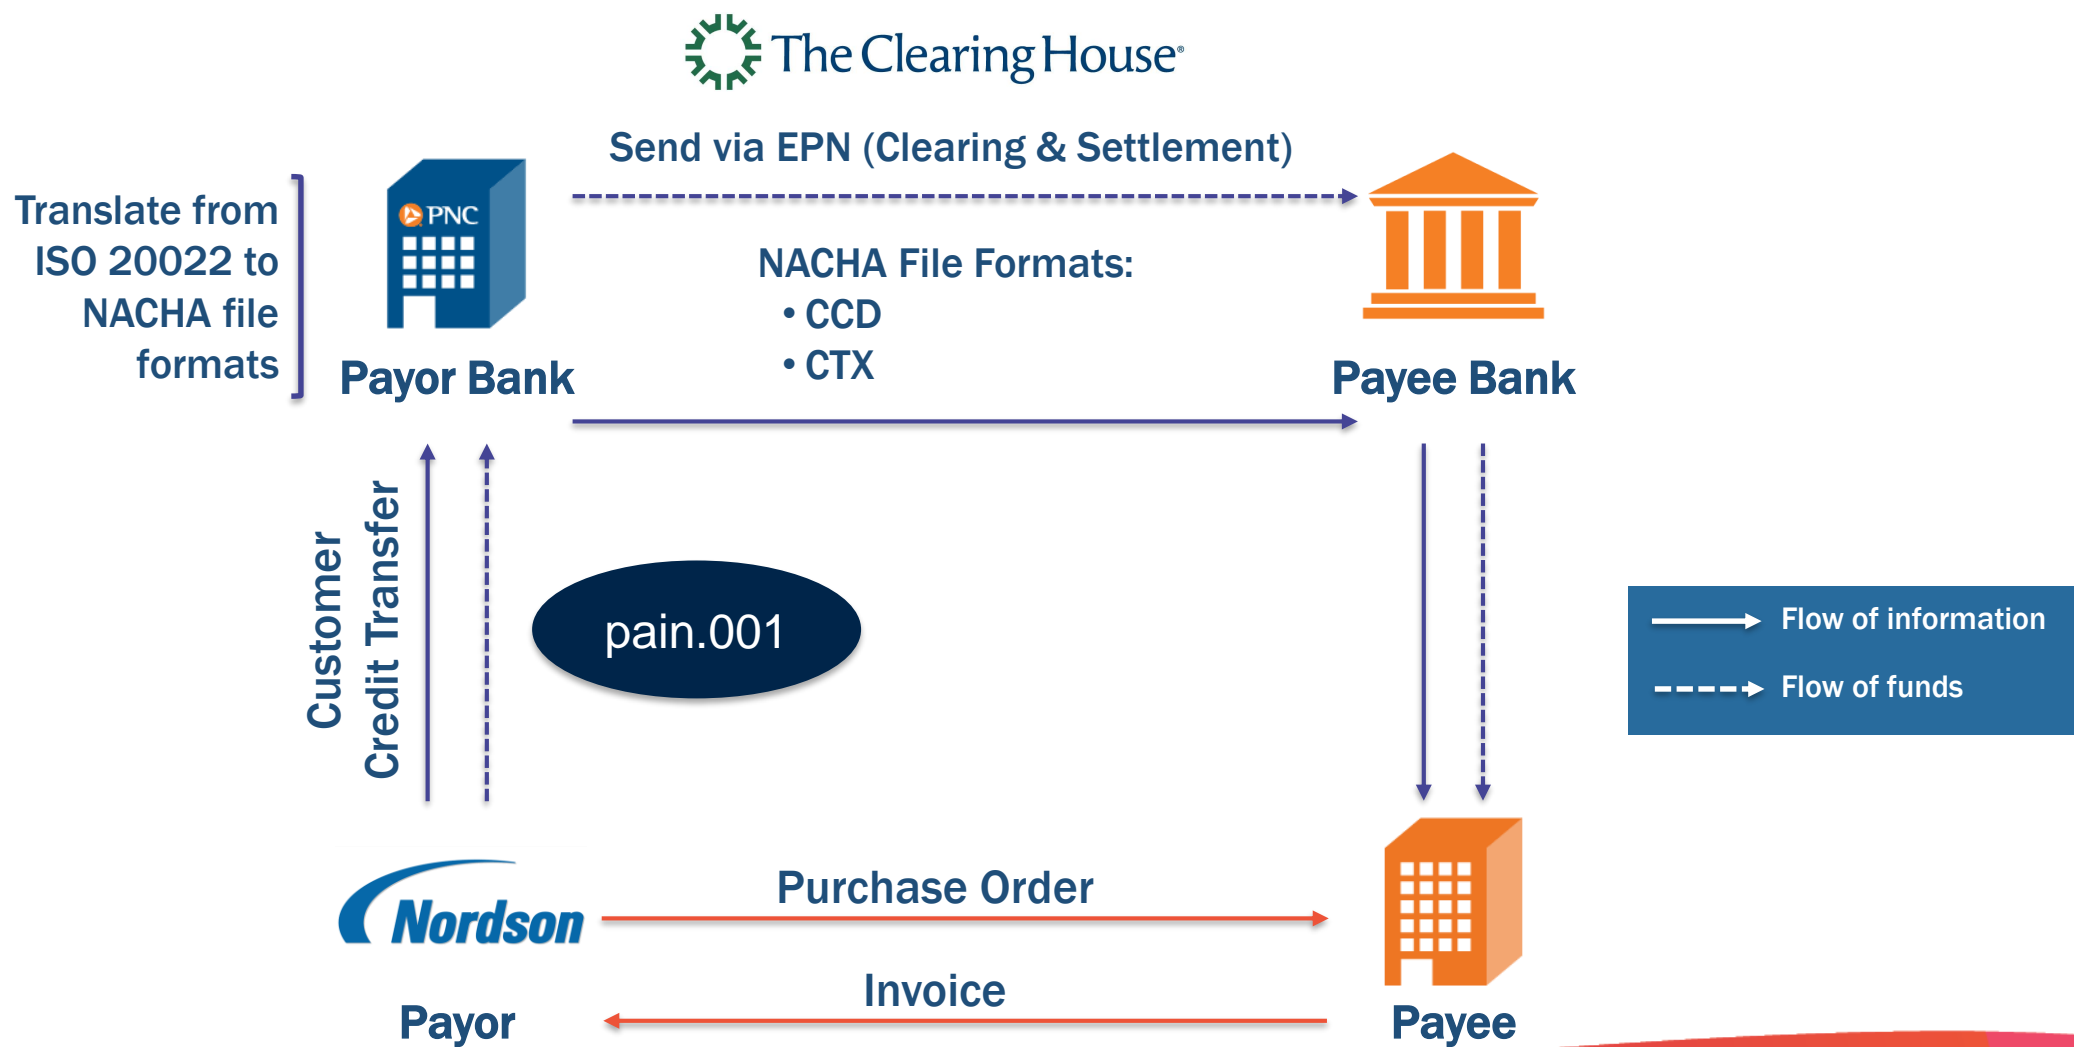 The Clearing House®
Send via EPN (Clearing & Settlement)
Translate from
ISO 20022 to
NACHA file
formats
PNC
NACHA File Formats:
• CCD
• CTX
Payor Bank
Payee Bank
Customer
Credit Transfer
pain.001
Flow of information
Flow of funds
Nordson
Purchase Order
Invoice
Payor
Payee